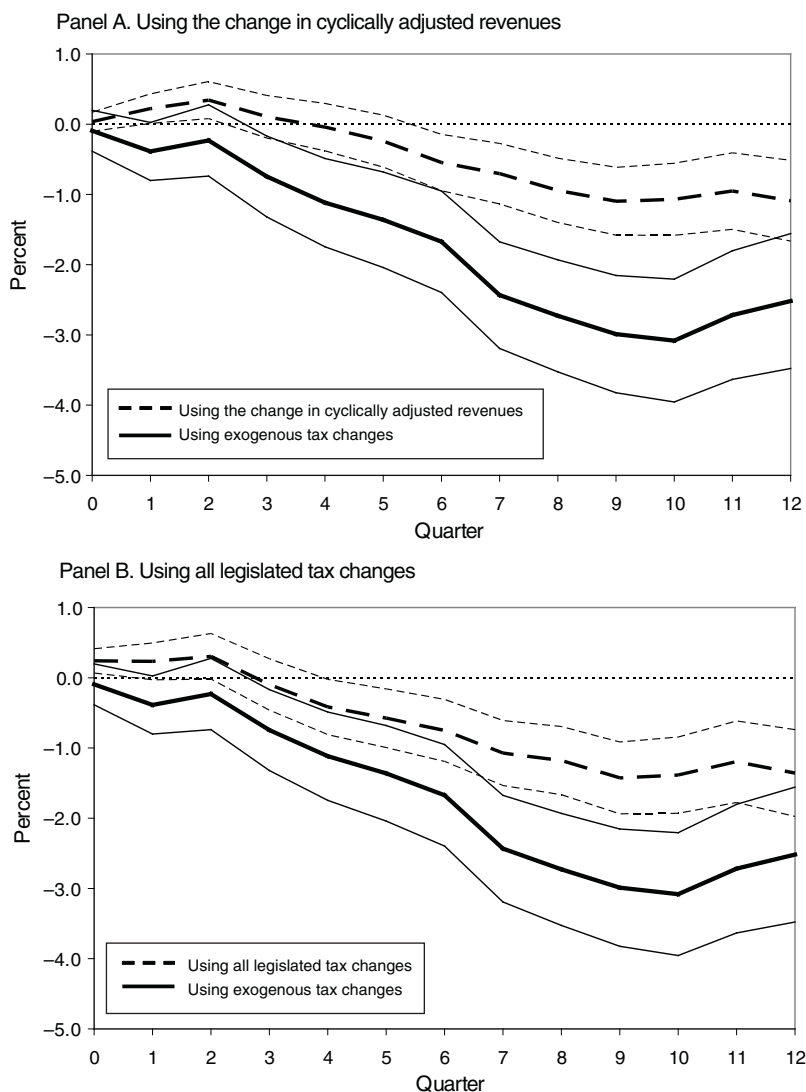 Panel A. Using the change in cyclically adjusted revenues
1.0
0.0
–1.0
–2.0
–3.0
–4.0
–5.0
Percent
Using the change in cyclically adjusted revenues
Using exogenous tax changes
0 1 2 3 4 5 6 7 8 9 10 11 12
Quarter
Panel B. Using all legislated tax changes
1.0
0.0
–1.0
–2.0
–3.0
–4.0
–5.0
Percent
Using all legislated tax changes
Using exogenous tax changes
0 1 2 3 4 5 6 7 8 9 10 11 12
Quarter